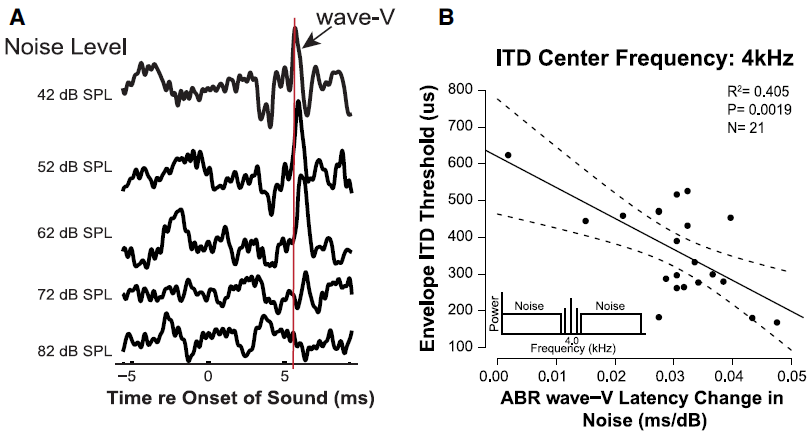 A
wave-V
Noise Level
42 dB SPL
52 dB SPL
62 dB SPL
72 dB SPL
82 dB SPL
−5 0 5
Time re Onset of Sound (ms)
B
ITD Center Frequency: 4kHz
R²= 0.405
P= 0.0019
N= 21
Envelope ITD Threshold (us)
800
700
600
500
400
300
200
100
Power
Noise Noise
4.0
Frequency (kHz)
0.00 0.01 0.02 0.03 0.04 0.05
ABR wave−V Latency Change in
Noise (ms/dB)